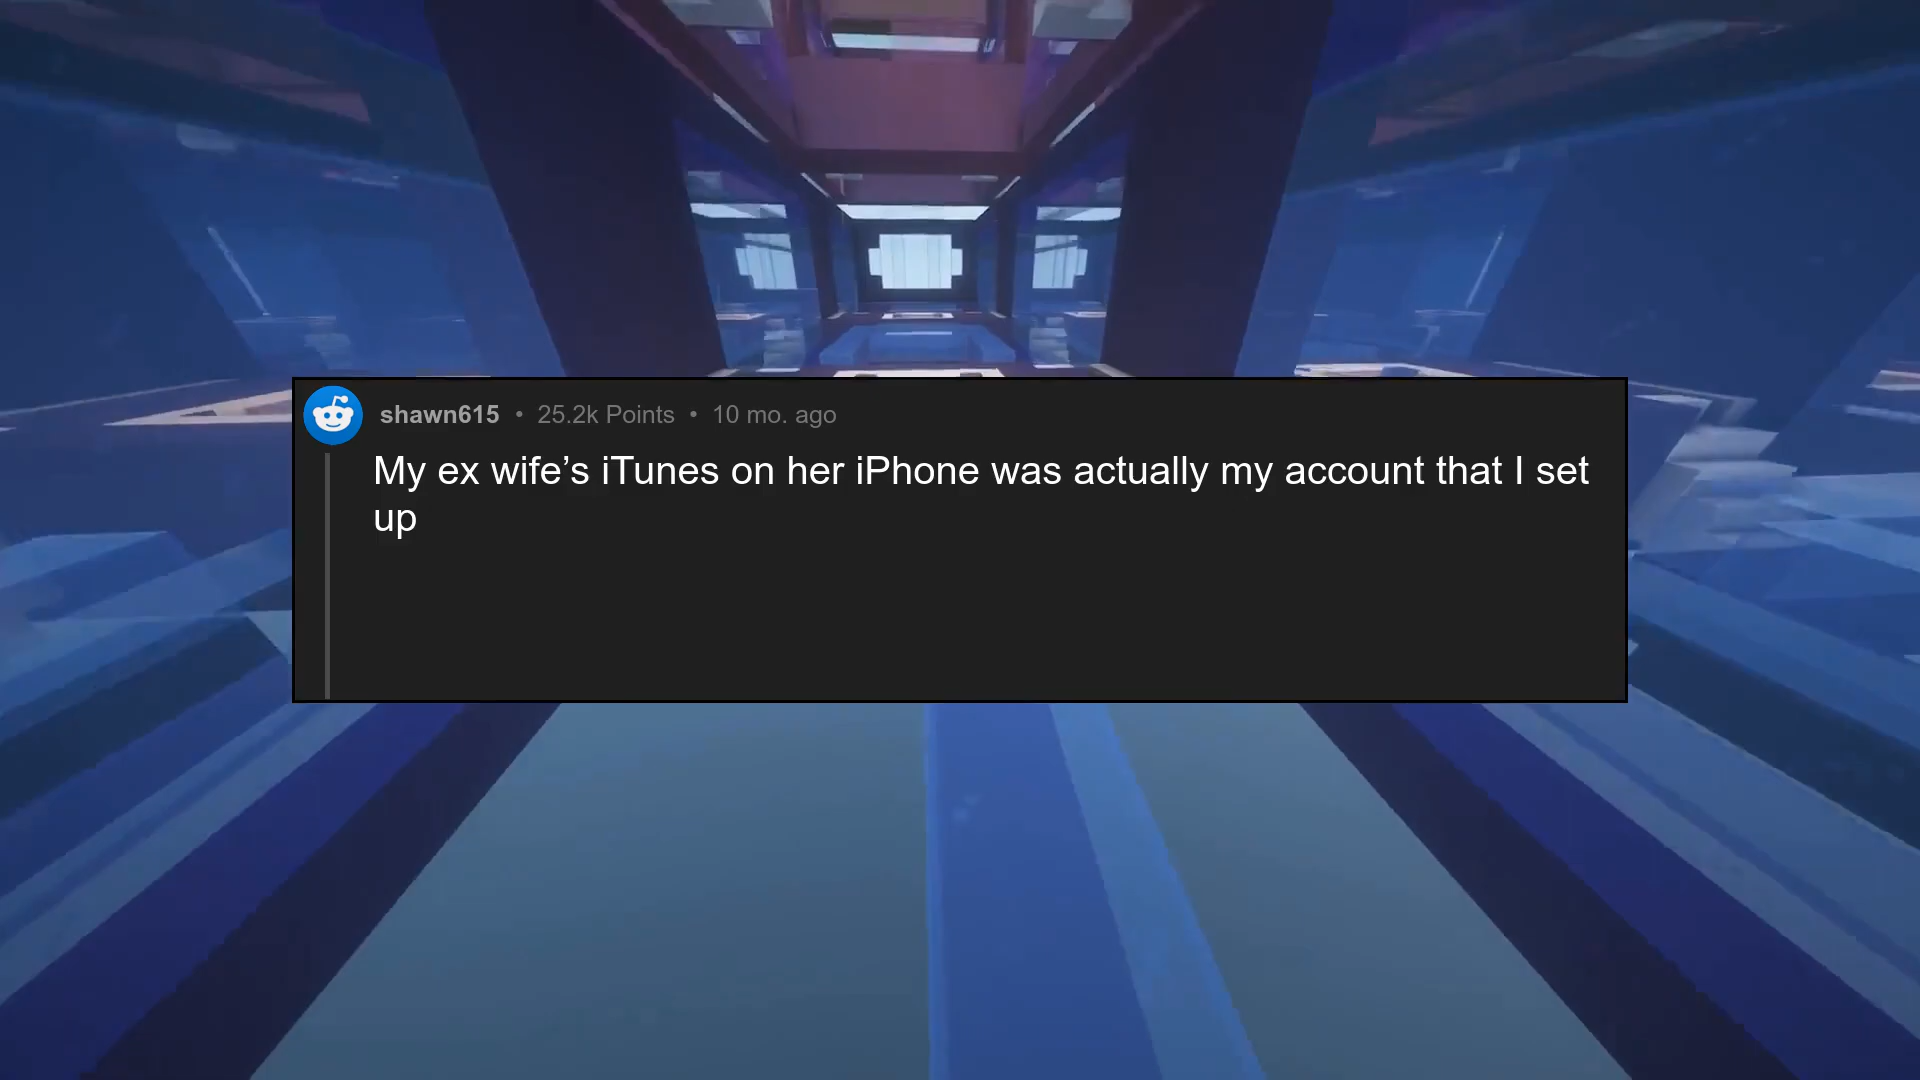 shawn615 • 25.2k Points • 10 mo. ago
My ex wife’s iTunes on her iPhone was actually my account that I set
up